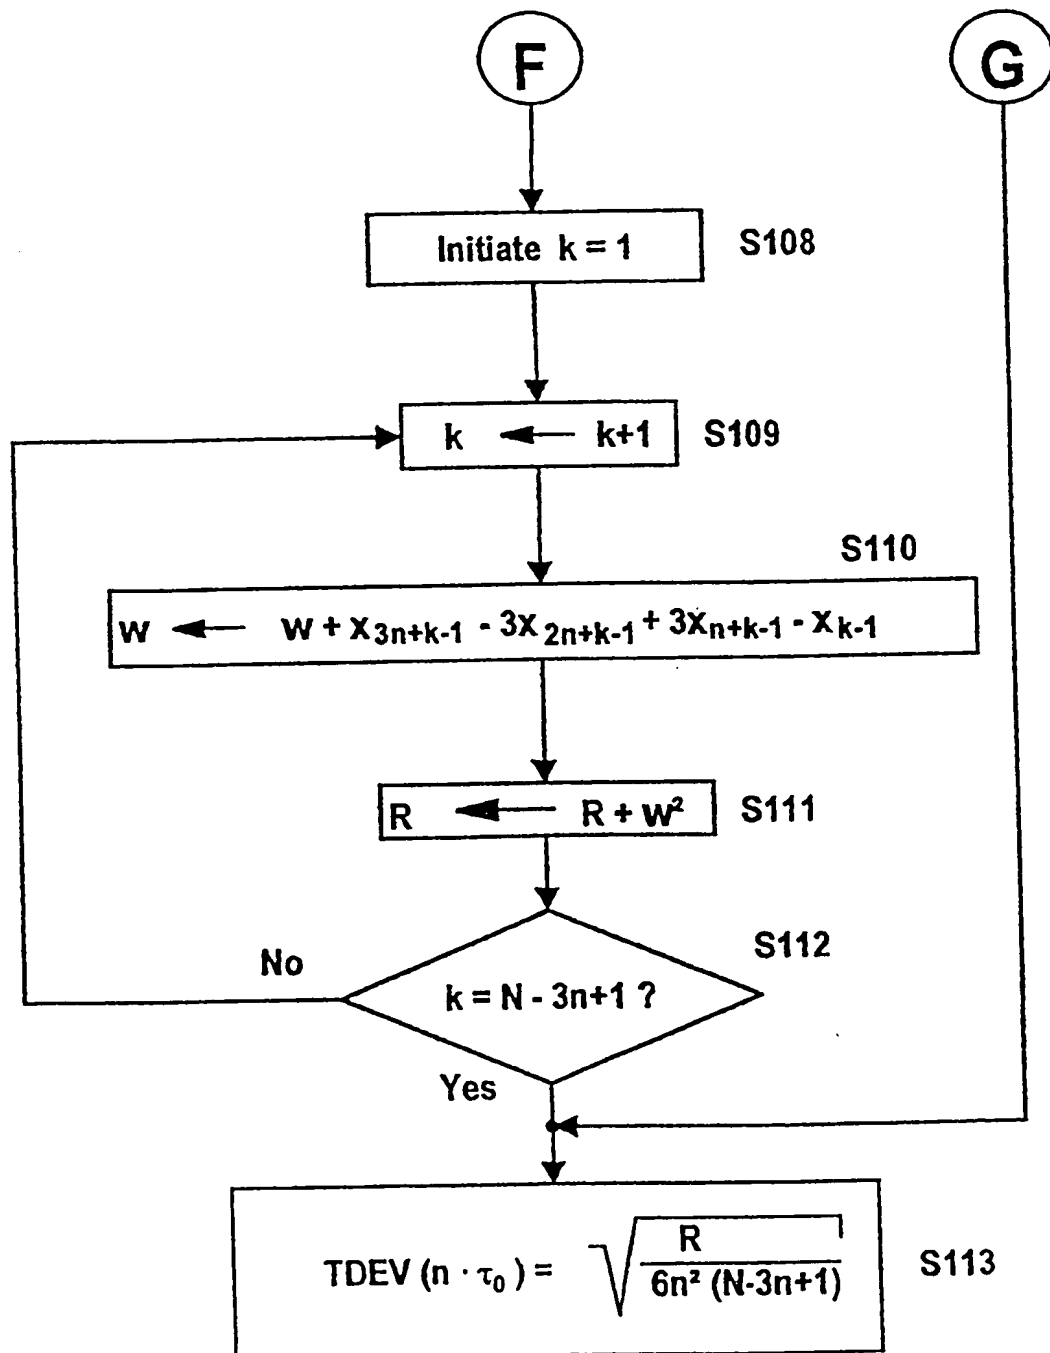 F G
Initiate k = 1 S108
k ← k+1 S109
S110
w ← w + x3n+k-1 - 3x2n+k-1 + 3xn+k-1 - xk-1
R ← R + w² S111
S112
No
k = N - 3n+1 ?
Yes
TDEV (n · τ0) = √ R / 6n² (N-3n+1) S113